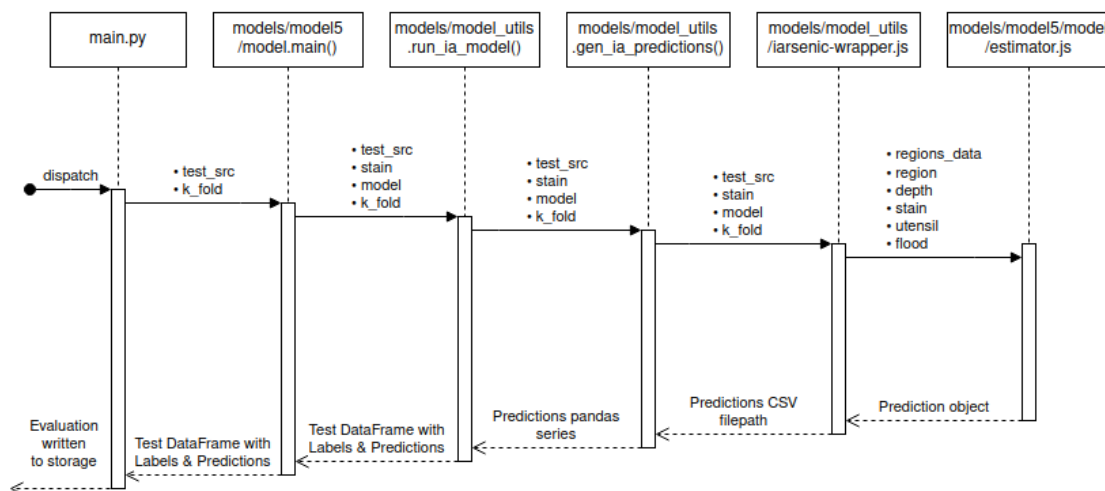 main.py
models/model5
/model.main()
models/model_utils
.run_ia_model()
models/model_utils
.gen_ia_predictions()
models/model_utils
/iarsenic-wrapper.js
models/model5/model
/estimator.js
dispatch
• test_src
• k_fold
• test_src
• stain
• model
• k_fold
• test_src
• stain
• model
• k_fold
• test_src
• stain
• model
• k_fold
• regions_data
• region
• depth
• stain
• utensil
• flood
Evaluation
written
to storage
Test DataFrame with
Labels & Predictions
Test DataFrame with
Labels & Predictions
Predictions pandas
series
Predictions CSV
filepath
Prediction object